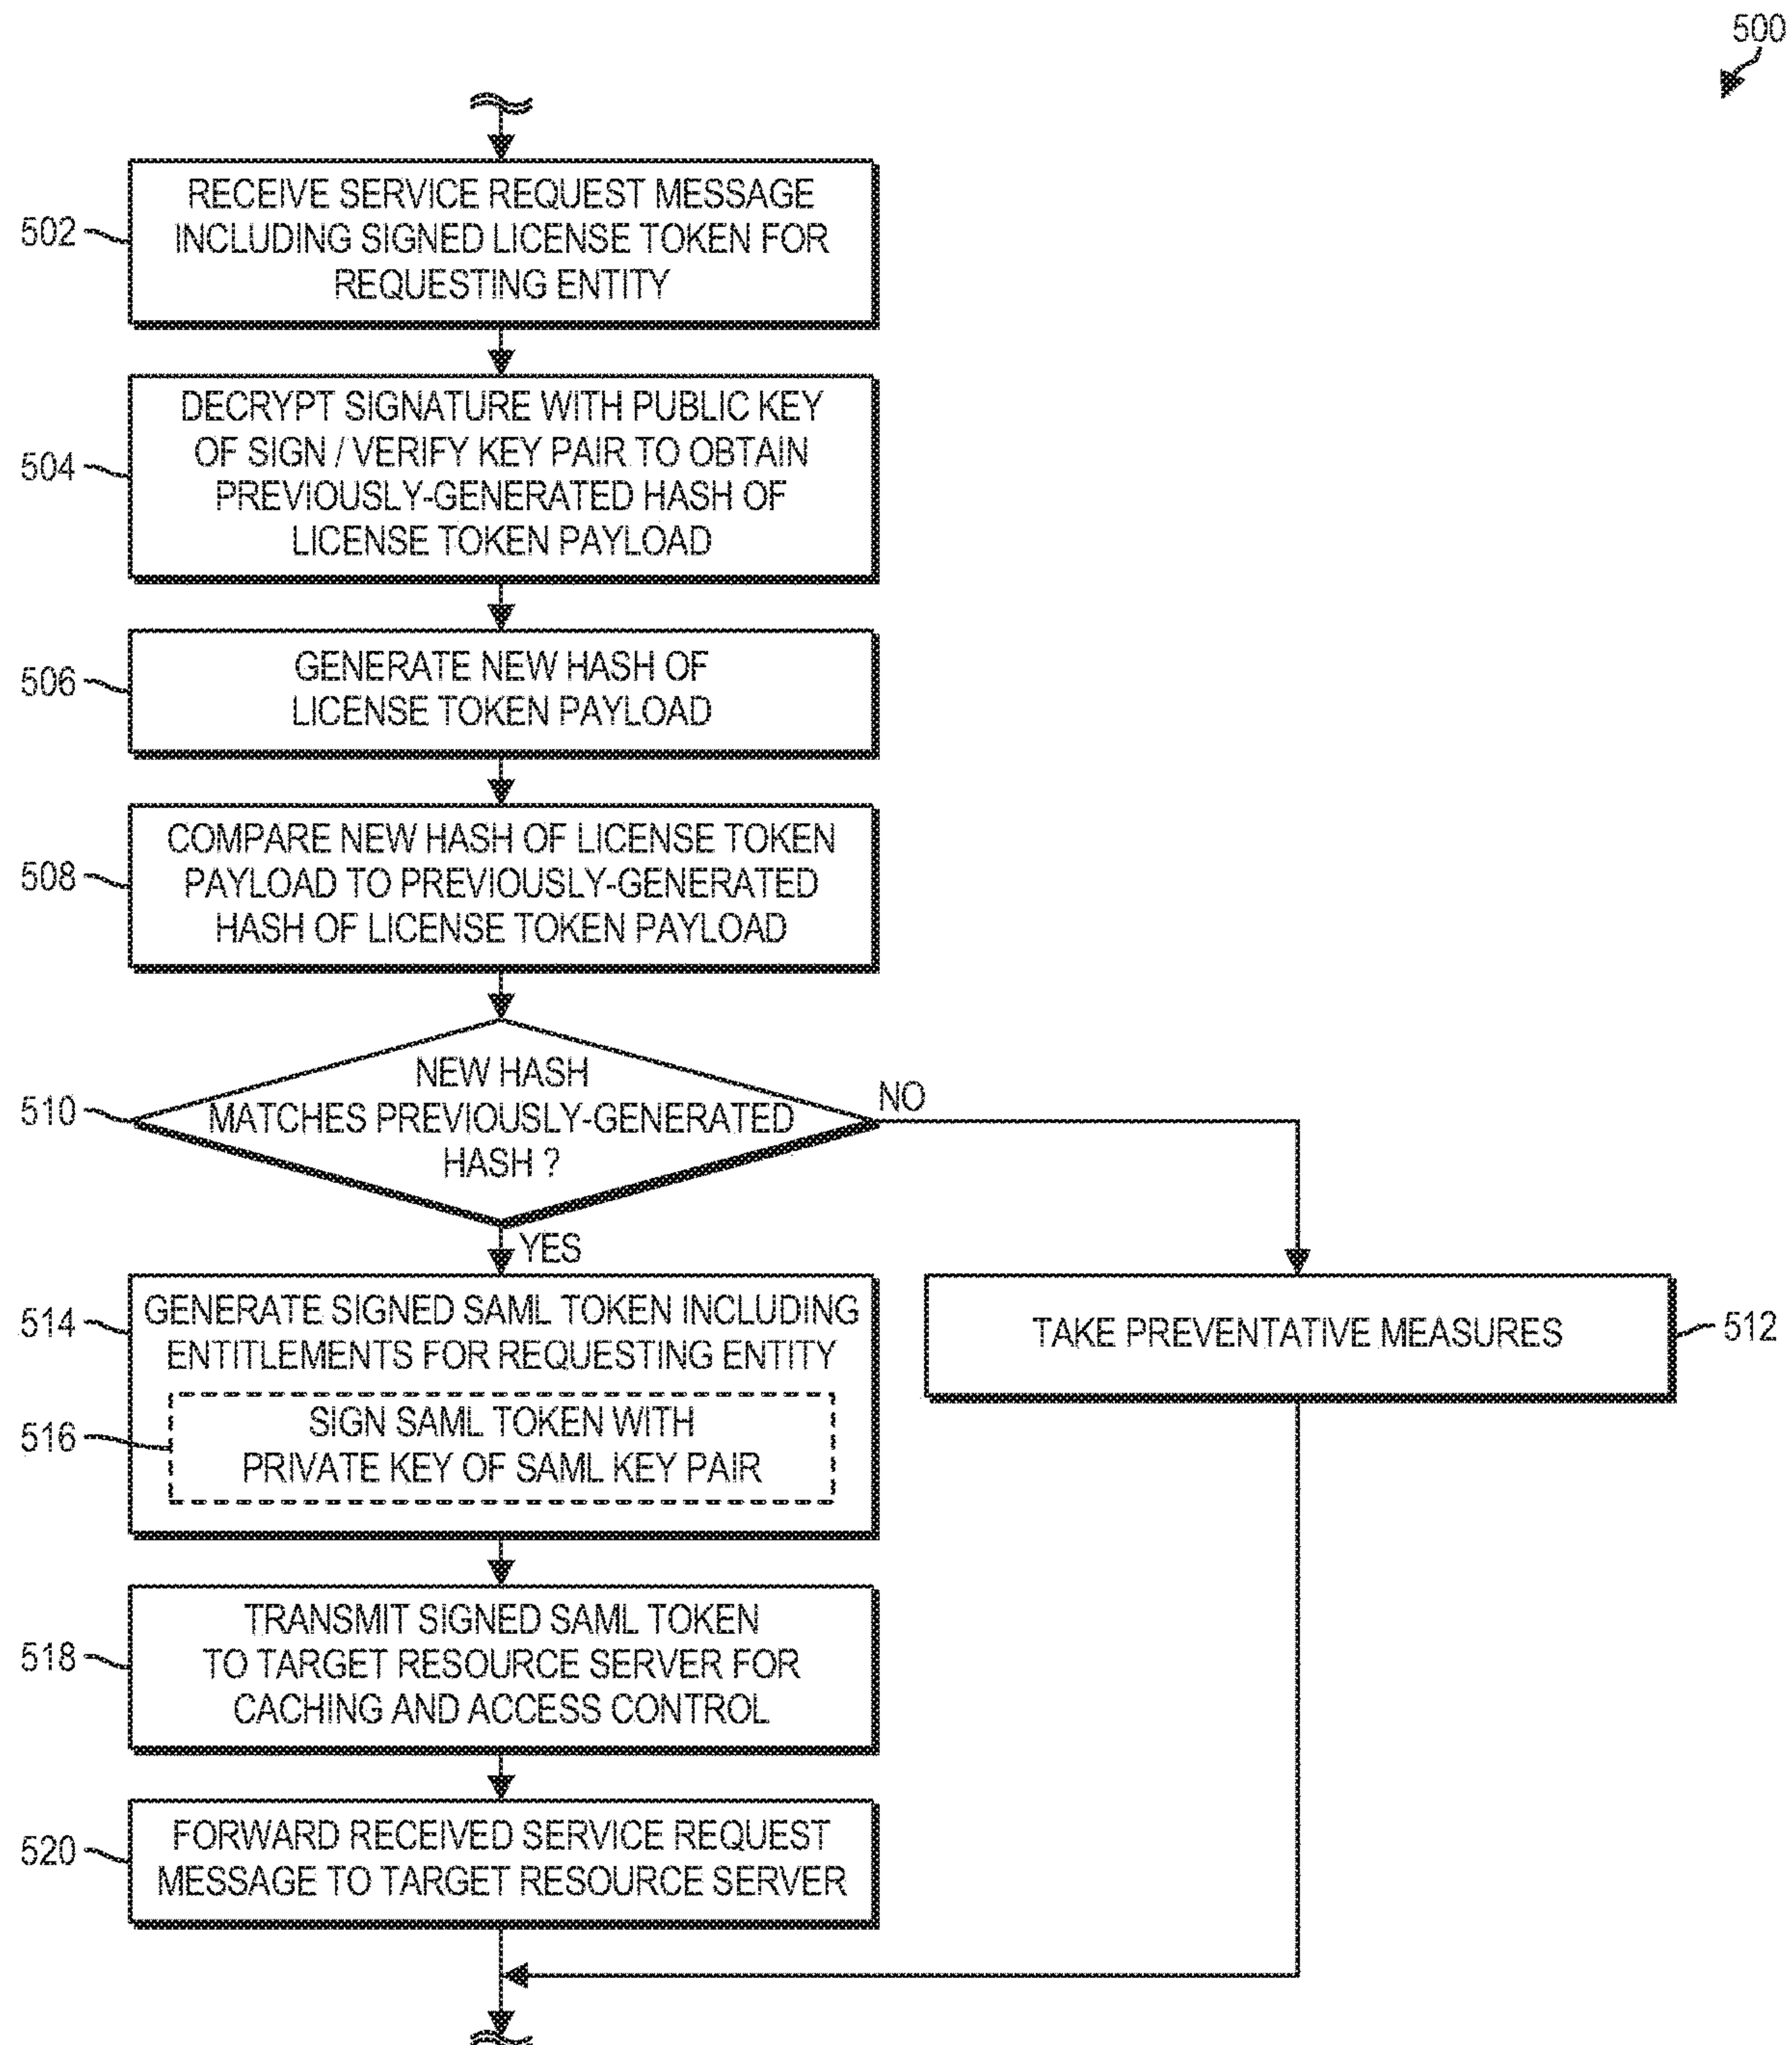 500
502
RECEIVE SERVICE REQUEST MESSAGE
INCLUDING SIGNED LICENSE TOKEN FOR
REQUESTING ENTITY
504
DECRYPT SIGNATURE WITH PUBLIC KEY
OF SIGN / VERIFY KEY PAIR TO OBTAIN
PREVIOUSLY-GENERATED HASH OF
LICENSE TOKEN PAYLOAD
506
GENERATE NEW HASH OF
LICENSE TOKEN PAYLOAD
508
COMPARE NEW HASH OF LICENSE TOKEN
PAYLOAD TO PREVIOUSLY-GENERATED
HASH OF LICENSE TOKEN PAYLOAD
510
NEW HASH
MATCHES PREVIOUSLY-GENERATED
HASH ?
NO
YES
514
GENERATE SIGNED SAML TOKEN INCLUDING
ENTITLEMENTS FOR REQUESTING ENTITY
516
SIGN SAML TOKEN WITH
PRIVATE KEY OF SAML KEY PAIR
TAKE PREVENTATIVE MEASURES
512
518
TRANSMIT SIGNED SAML TOKEN
TO TARGET RESOURCE SERVER FOR
CACHING AND ACCESS CONTROL
520
FORWARD RECEIVED SERVICE REQUEST
MESSAGE TO TARGET RESOURCE SERVER